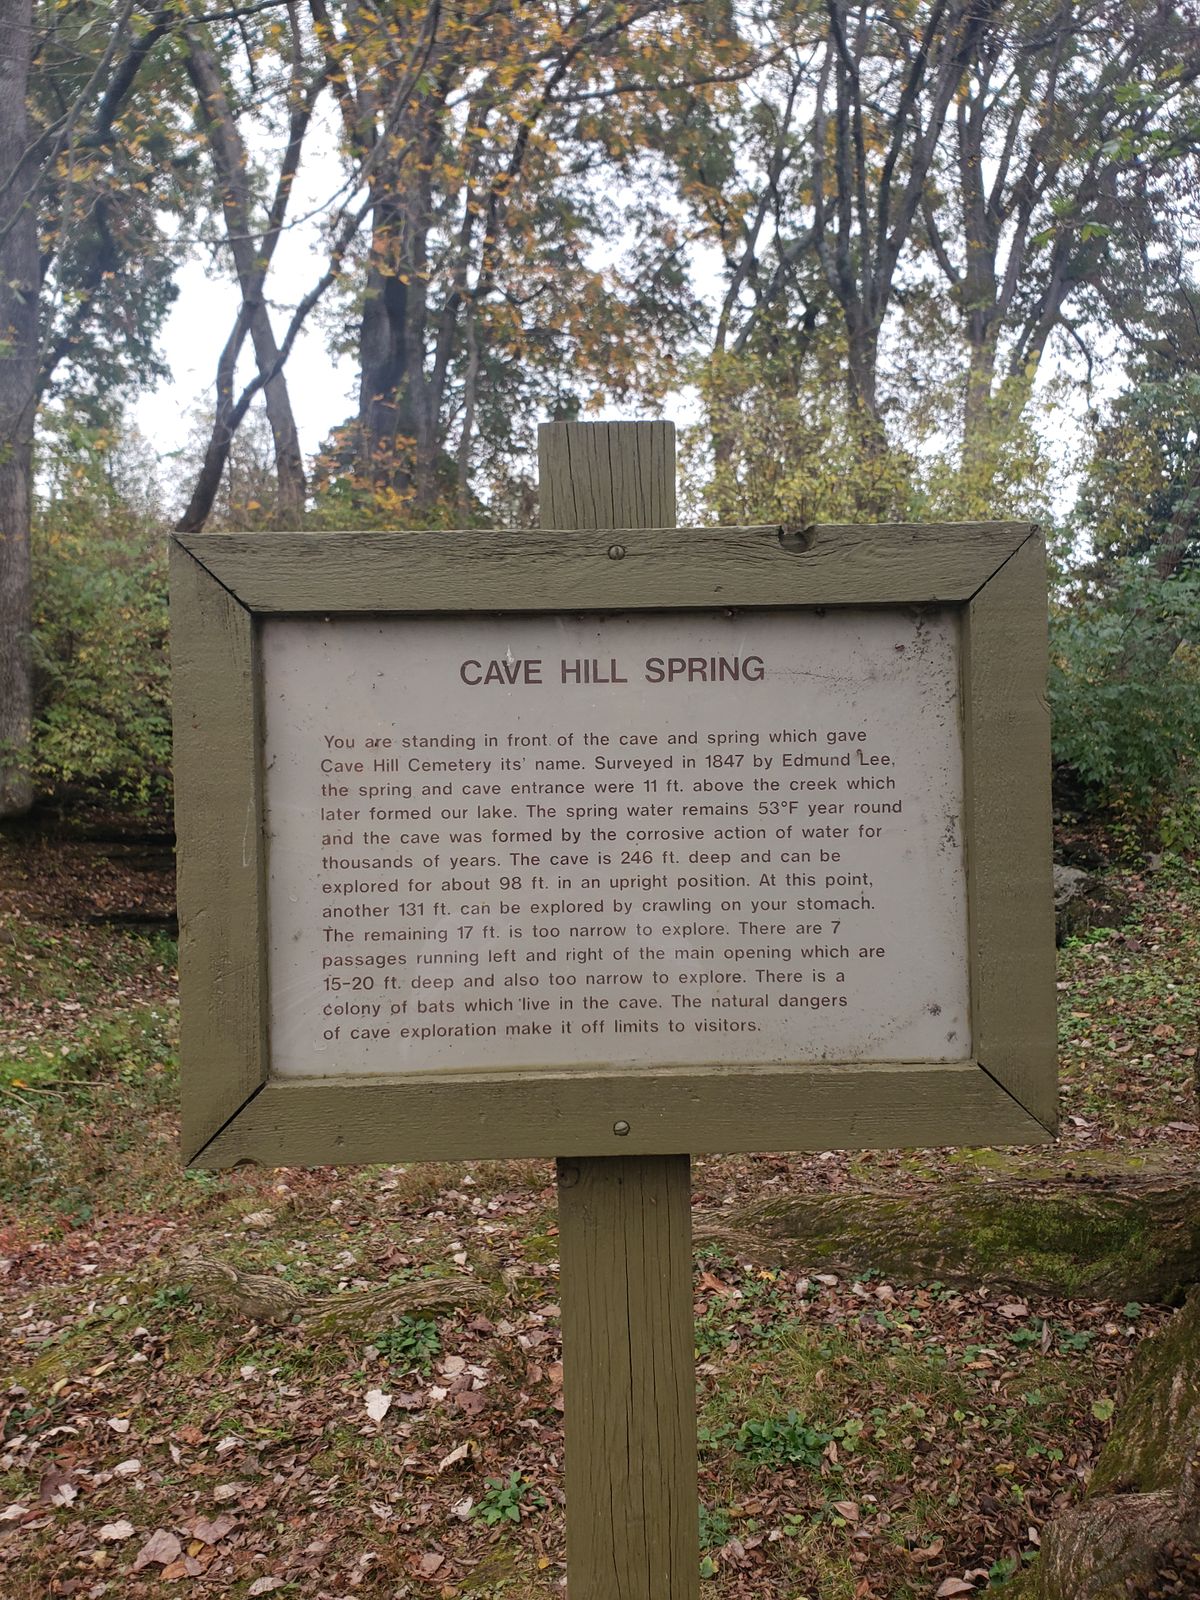 CAVE HILL SPRING
You are standing in front of the cave and spring which gave
Cave Hill Cemetery its' name. Surveyed in 1847 by Edmund Lee,
the spring and cave entrance were 11 ft. above the creek which
later formed our lake. The spring water remains 53°F year round
and the cave was formed by the corrosive action of water for
thousands of years. The cave is 246 ft. deep and can be
explored for about 98 ft. in an upright position. At this point,
another 131 ft. can be explored by crawling on your stomach.
The remaining 17 ft. is too narrow to explore. There are 7
passages running left and right of the main opening which are
15-20 ft. deep and also too narrow to explore. There is a
colony of bats which live in the cave. The natural dangers
of cave exploration make it off limits to visitors.